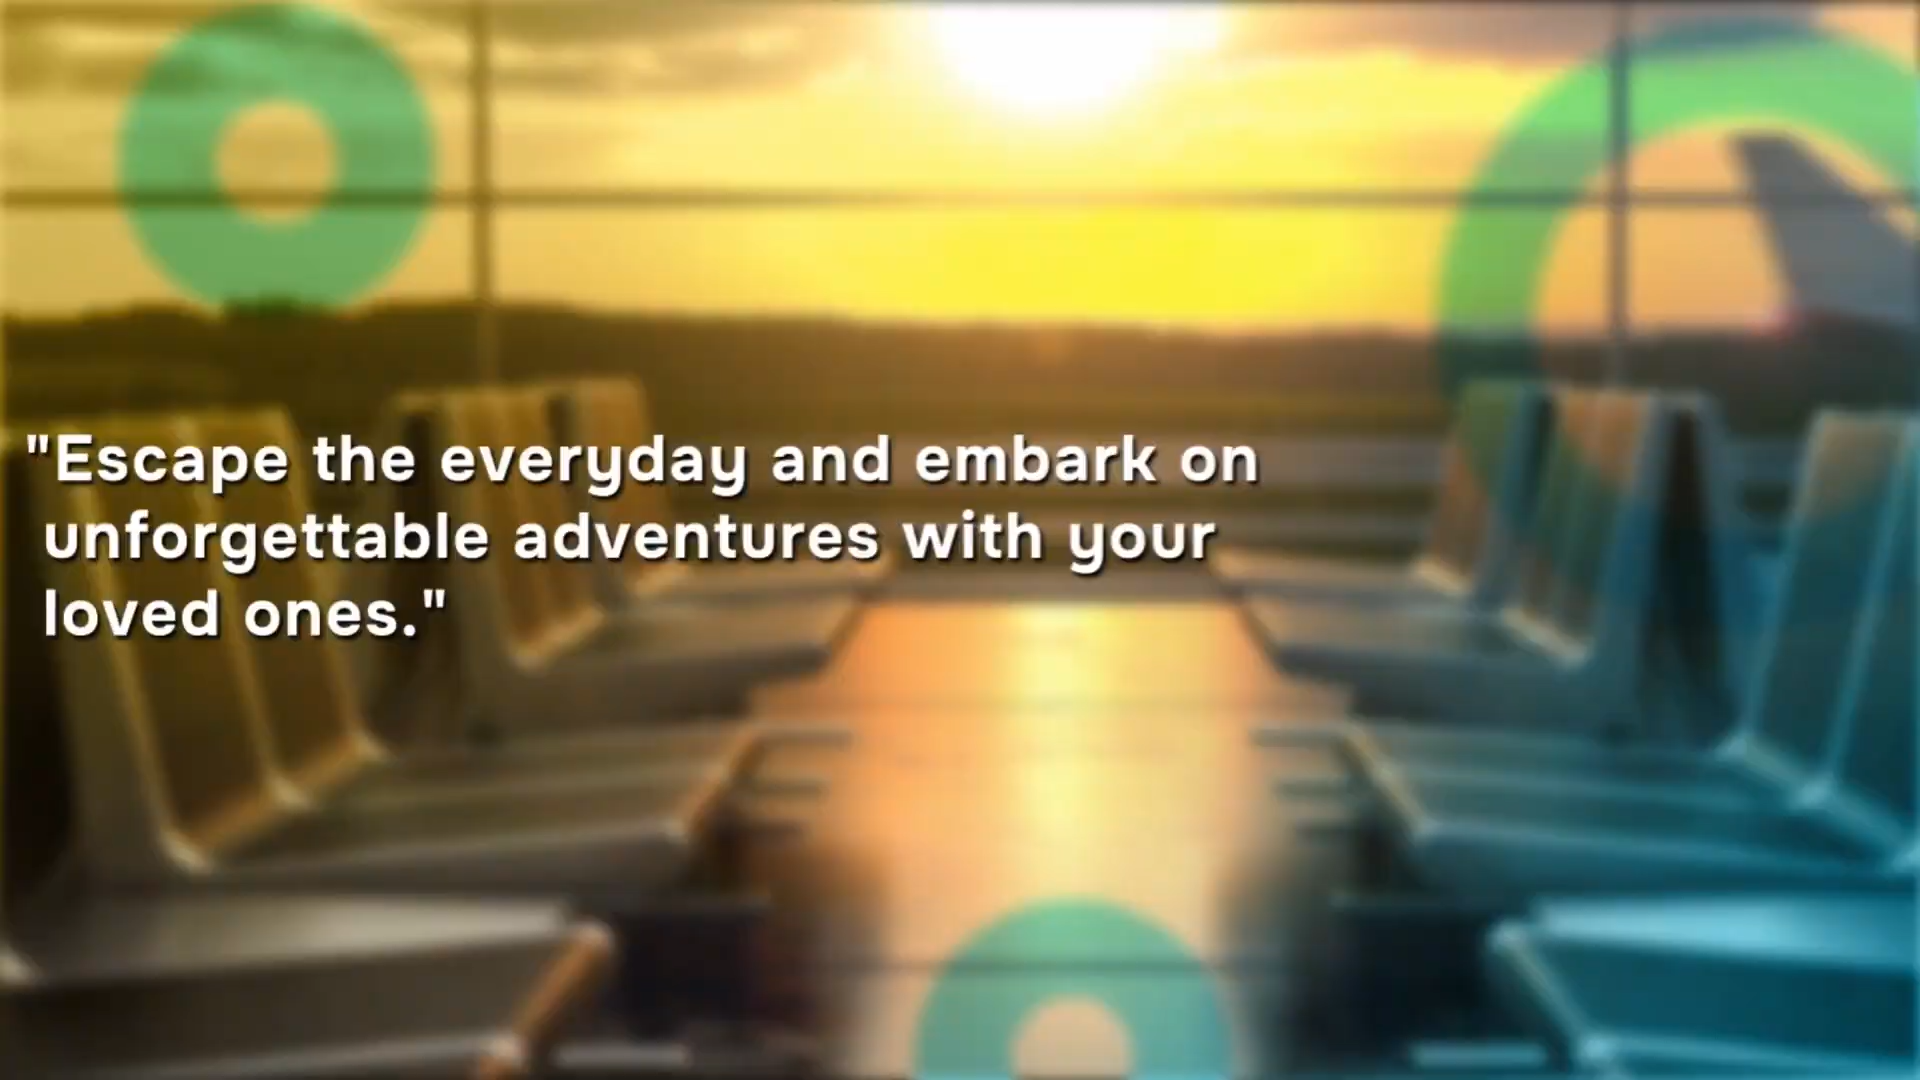 "Escape the everyday and embark on
unforgettable adventures with your
loved ones."